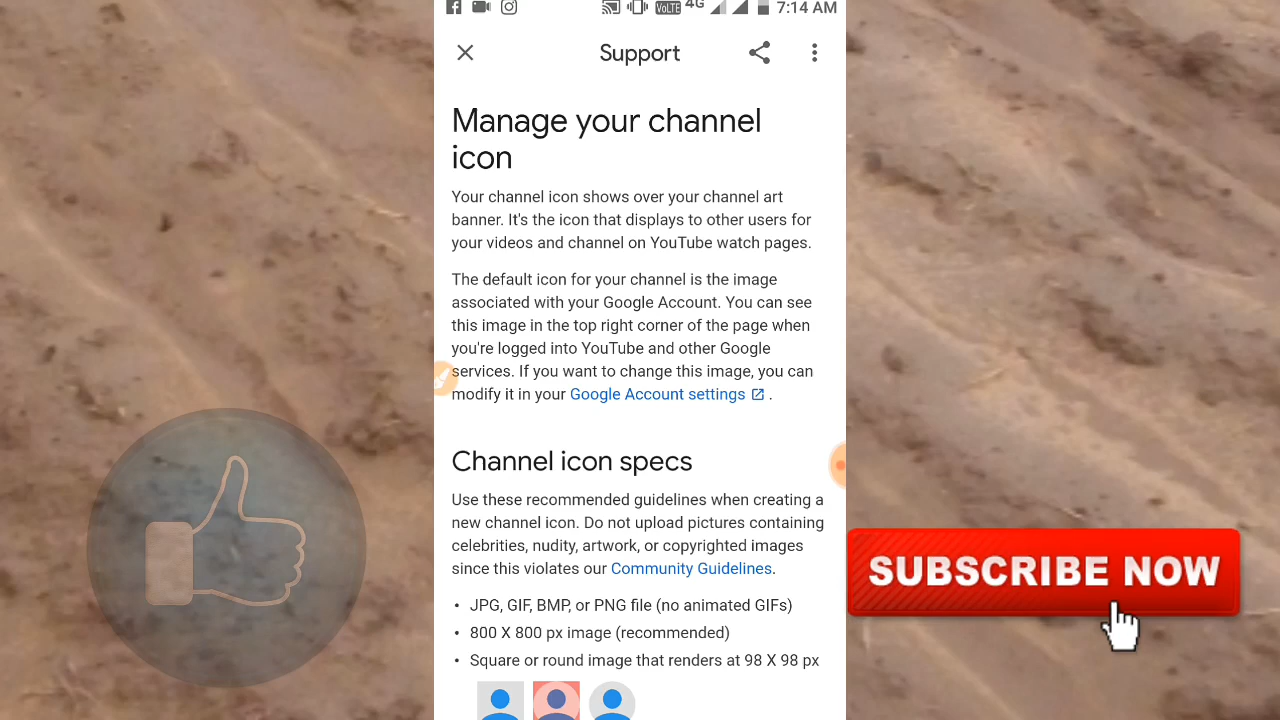 VoLTE 4G 7:14 AM
Support
Manage your channel
icon
Your channel icon shows over your channel art
banner. It's the icon that displays to other users for
your videos and channel on YouTube watch pages.
The default icon for your channel is the image
associated with your Google Account. You can see
this image in the top right corner of the page when
you're logged into YouTube and other Google
services. If you want to change this image, you can
modify it in your Google Account settings .
Channel icon specs
Use these recommended guidelines when creating a
new channel icon. Do not upload pictures containing
celebrities, nudity, artwork, or copyrighted images
since this violates our Community Guidelines.
• JPG, GIF, BMP, or PNG file (no animated GIFs)
• 800 X 800 px image (recommended)
• Square or round image that renders at 98 X 98 px
SUBSCRIBE NOW